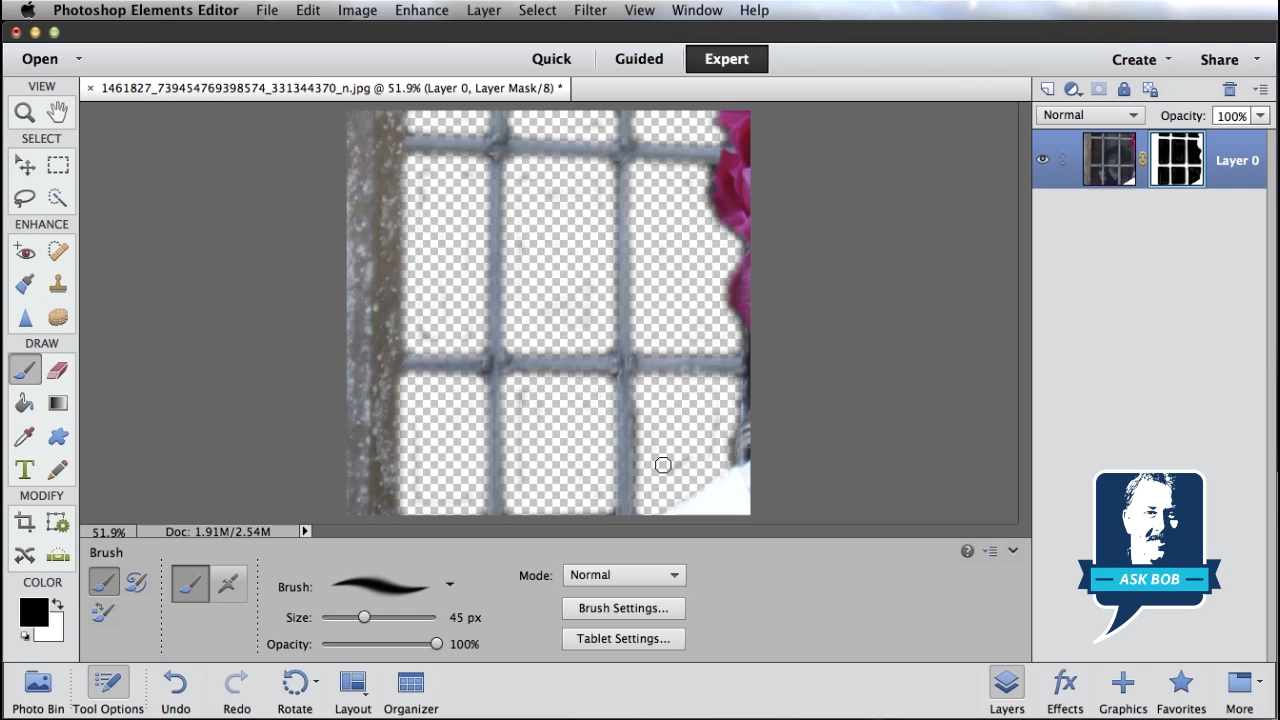 Photoshop Elements Editor File Edit Image Enhance Layer Select Filter View Window Help
Open Quick Guided Expert Create Share
VIEW
× 1461827_739454769398574_331344370_n.jpg @ 51.9% (Layer 0, Layer Mask/8) *
Normal Opacity: 100%
SELECT
Layer 0
ENHANCE
DRAW
T
MODIFY
51.9% Doc: 1.91M/2.54M
Brush
Mode: Normal
COLOR
Brush:
ASK BOB
Brush Settings...
Size: 45 px
Tablet Settings...
Opacity: 100%
Photo Bin Tool Options Undo Redo Rotate Layout Organizer Layers fx Effects Graphics Favorites More